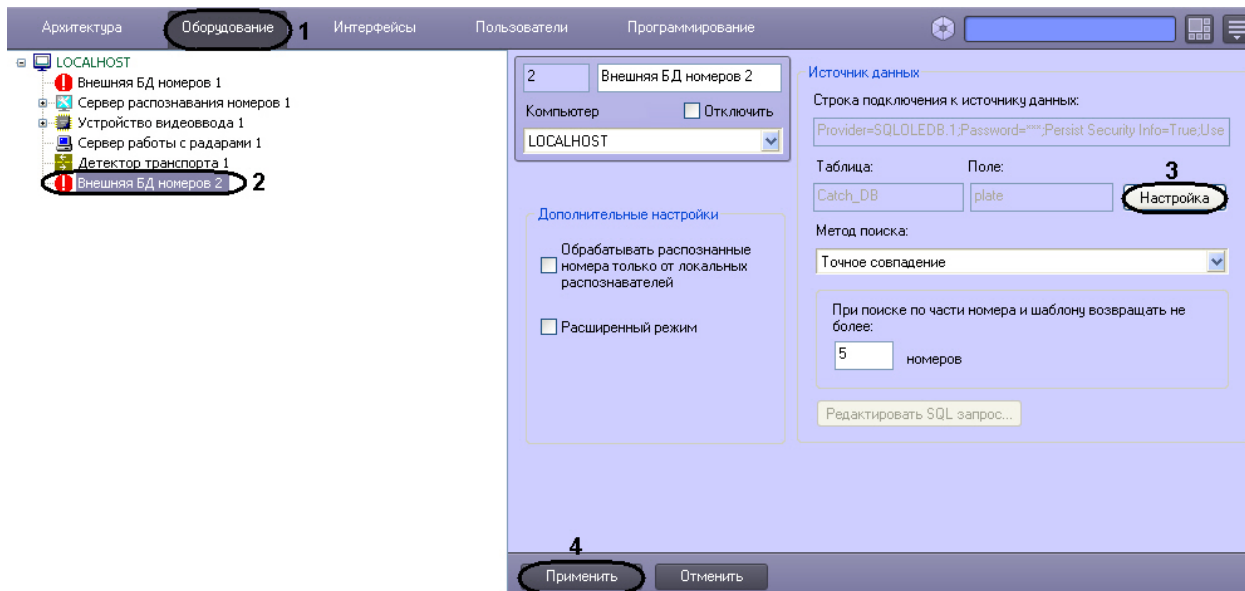 Архитектура Оборудование 1 Интерфейсы Пользователи Программирование
LOCALHOST
Внешняя БД номеров 1
Сервер распознавания номеров 1
Устройство видеоввода 1
Сервер работы с радарами 1
Детектор транспорта 1
Внешняя БД номеров 2 2
2 Внешняя БД номеров 2
Компьютер Отключить
LOCALHOST
Дополнительные настройки
Обрабатывать распознанные
номера только от локальных
распознавателей
Расширенный режим
Источник данных
Строка подключения к источнику данных:
Provider=SQLOLEDB.1;Password=***;Persist Security Info=True;Use
Таблица: Поле: 3
Catch_DB plate Настройка
Метод поиска:
Точное совпадение
При поиске по части номера и шаблону возвращать не
более:
5 номеров
Редактировать SQL запрос...
4
Применить Отменить